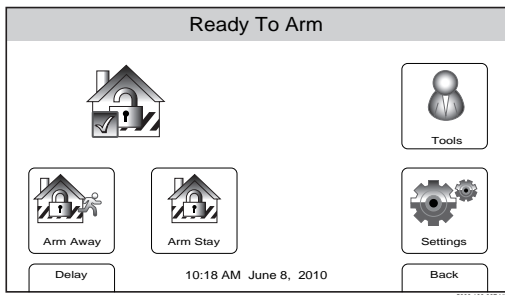 Ready To Arm
Tools
Arm Away
Arm Stay
Settings
Delay
10:18 AM June 8, 2010
Back